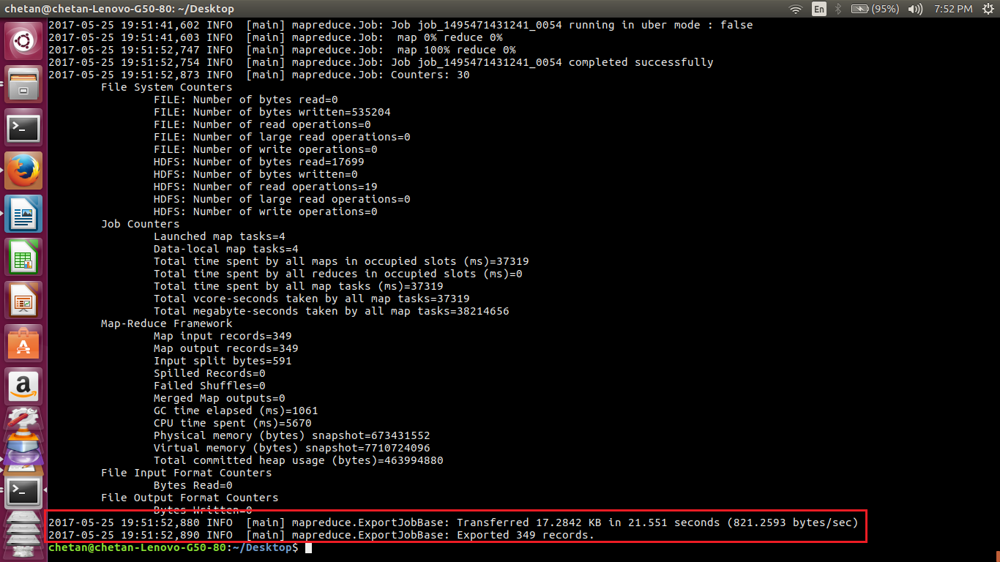 chetan@chetan-Lenovo-G50-80: ~/Desktop
En
(95%)
7:52 PM
2017-05-25 19:51:41,602 INFO  [main] mapreduce.Job: Job job_1495471431241_0054 running in uber mode : false
2017-05-25 19:51:41,603 INFO  [main] mapreduce.Job:  map 0% reduce 0%
2017-05-25 19:51:52,747 INFO  [main] mapreduce.Job:  map 100% reduce 0%
2017-05-25 19:51:52,754 INFO  [main] mapreduce.Job: Job job_1495471431241_0054 completed successfully
2017-05-25 19:51:52,873 INFO  [main] mapreduce.Job: Counters: 30
File System Counters
FILE: Number of bytes read=0
FILE: Number of bytes written=535204
FILE: Number of read operations=0
FILE: Number of large read operations=0
FILE: Number of write operations=0
HDFS: Number of bytes read=17699
HDFS: Number of bytes written=0
HDFS: Number of read operations=19
HDFS: Number of large read operations=0
HDFS: Number of write operations=0
Job Counters
Launched map tasks=4
Data-local map tasks=4
Total time spent by all maps in occupied slots (ms)=37319
Total time spent by all reduces in occupied slots (ms)=0
Total time spent by all map tasks (ms)=37319
Total vcore-seconds taken by all map tasks=37319
Total megabyte-seconds taken by all map tasks=38214656
Map-Reduce Framework
Map input records=349
Map output records=349
Input split bytes=591
Spilled Records=0
Failed Shuffles=0
Merged Map outputs=0
GC time elapsed (ms)=1061
CPU time spent (ms)=5670
Physical memory (bytes) snapshot=673431552
Virtual memory (bytes) snapshot=7710724096
Total committed heap usage (bytes)=463994880
File Input Format Counters
Bytes Read=0
File Output Format Counters
Bytes Written=0
2017-05-25 19:51:52,880 INFO  [main] mapreduce.ExportJobBase: Transferred 17.2842 KB in 21.551 seconds (821.2593 bytes/sec)
2017-05-25 19:51:52,890 INFO  [main] mapreduce.ExportJobBase: Exported 349 records.
chetan@chetan-Lenovo-G50-80:~/Desktop$